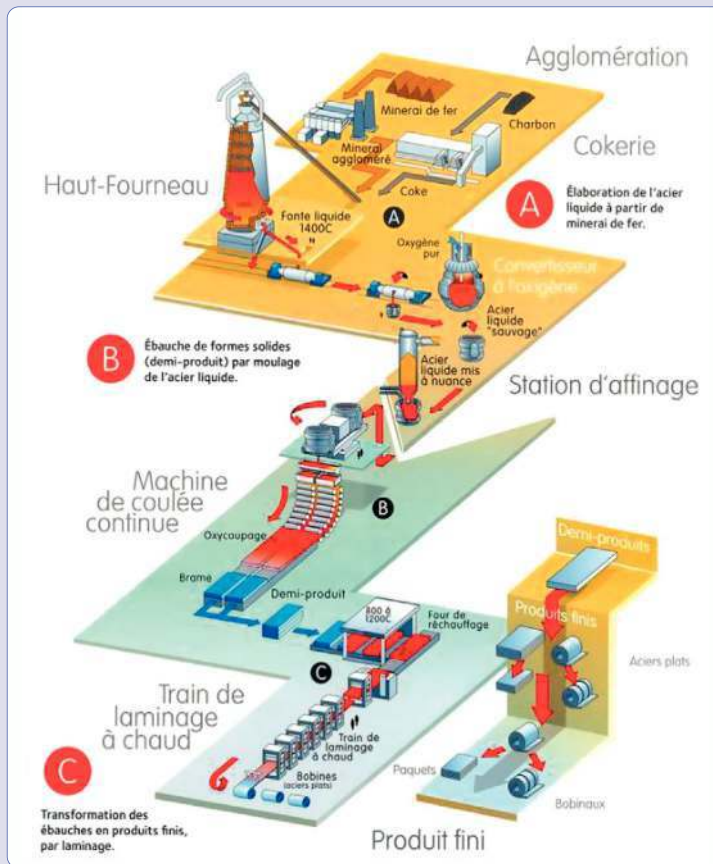 Agglomération
Minerai de fer
Charbon
Minerai
aggloméré
Cokerie
Coke
Haut-Fourneau
Fonte liquide
1400C
A
A
Élaboration de l'acier
liquide à partir de
minerai de fer.
Oxygène
pur
Convertisseur
à l'oxigène
Acier
liquide
"sauvage"
B
Ébauche de formes solides
(demi-produit) par moulage
de l'acier liquide.
Acier
liquide mis
à nuance
Station d'affinage
Machine
de coulée
continue
B
Oxycoupage
Brame
Demi-produit
800 à
1200C
Four de
réchauffage
Demi-produits
Produits finis
Aciers plats
C
Train de
laminage
à chaud
Train de
laminage
à chaud
Bobines
(aciers plats)
Paquets
Bobinaux
C
Transformation des
ébauches en produits finis,
par laminage.
Produit fini